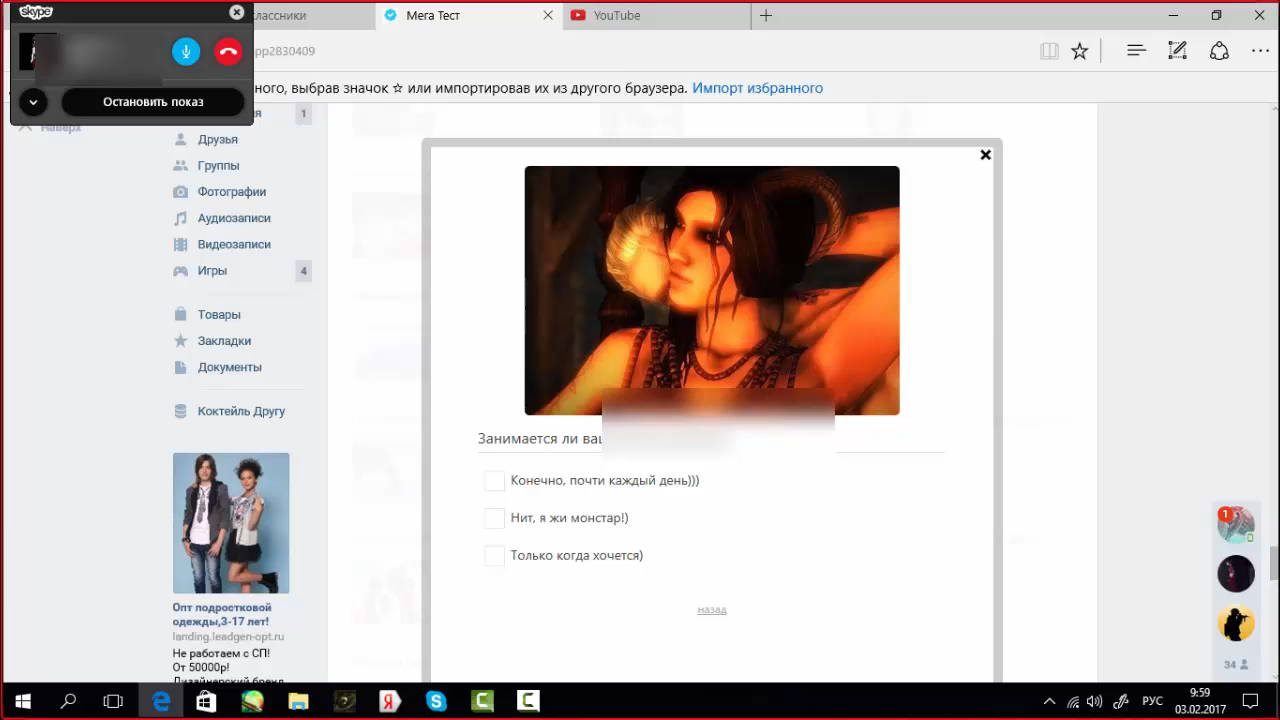 skype
Остановить показ
классники
Мега Тест
YouTube
pp2830409
ного, выбрав значок ☆ или импортировав их из другого браузера. Импорт избранного
Наверх
1
Друзья
Группы
Фотографии
Аудиозаписи
Видеозаписи
Игры
4
Товары
Закладки
Документы
Коктейль Другу
Опт подростковой
одежды,3-17 лет!
landing.leadgen-opt.ru
Не работаем с СП!
От 50000р!
Дизайнерский бренд
Занимается ли
Конечно, почти каждый день)))
Нит, я жи монстар!)
Только когда хочется)
назад
1
34
РУС
9:59
03.02.2017